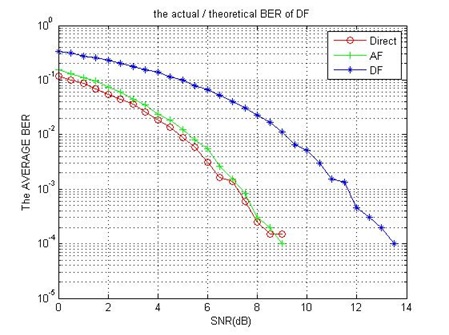 the actual / theoretical BER of DF
10^0
10^-1
10^-2
10^-3
10^-4
10^-5
The AVERAGE BER
Direct
AF
DF
0 2 4 6 8 10 12 14
SNR(dB)